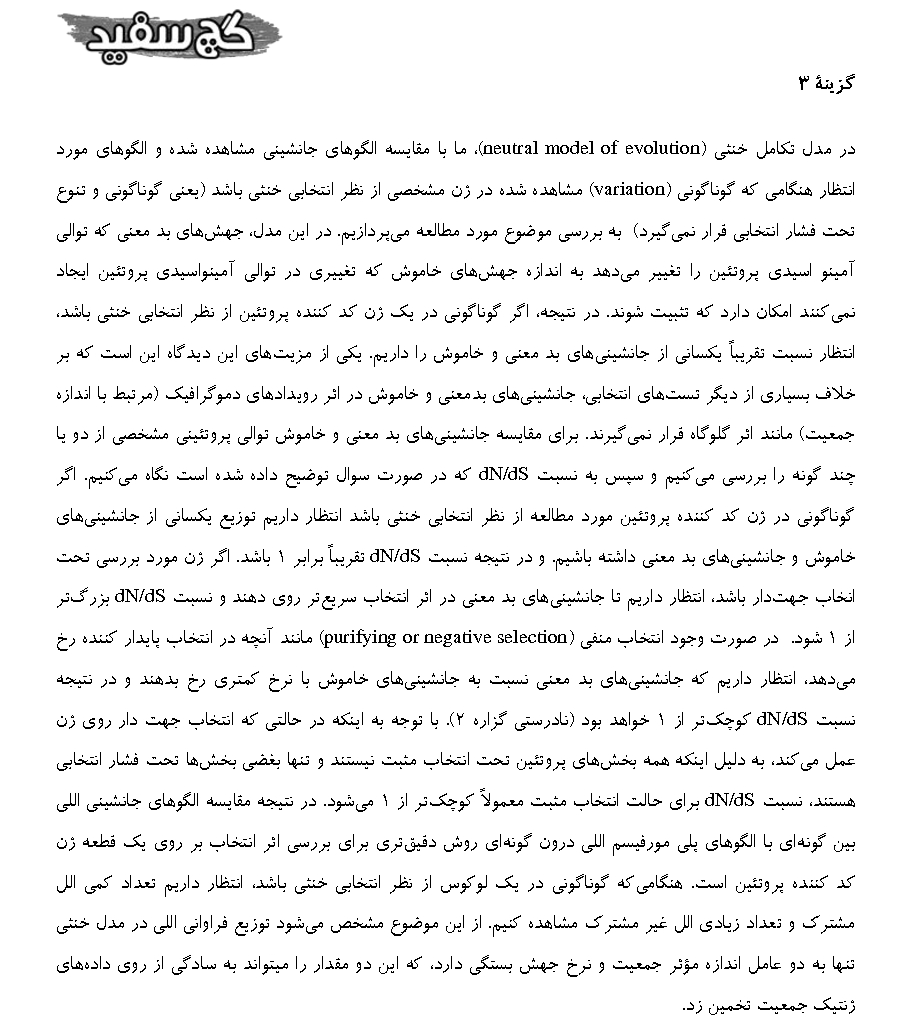 گچ سفید
گزینهٔ ۳
در مدل تکامل خنثی (neutral model of evolution)، ما با مقایسه الگوهای جانشینی مشاهده شده و الگوهای مورد
انتظار هنگامی که گوناگونی (variation) مشاهده شده در ژن مشخصی از نظر انتخابی خنثی باشد (یعنی گوناگونی و تنوع
تحت فشار انتخابی قرار نمی‌گیرد) به بررسی موضوع مورد مطالعه می‌پردازیم. در این مدل، جهش‌های بد معنی که توالی
آمینو اسیدی پروتئین را تغییر می‌دهد به اندازه جهش‌های خاموش که تغییری در توالی آمینواسیدی پروتئین ایجاد
نمی‌کنند امکان دارد که تثبیت شوند. در نتیجه، اگر گوناگونی در یک ژن کد کننده پروتئین از نظر انتخابی خنثی باشد،
انتظار نسبت تقریباً یکسانی از جانشینی‌های بد معنی و خاموش را داریم. یکی از مزیت‌های این دیدگاه این است که بر
خلاف بسیاری از دیگر تست‌های انتخابی، جانشینی‌های بدمعنی و خاموش در اثر رویدادهای دموگرافیک (مرتبط با اندازه
جمعیت) مانند اثر گلوگاه قرار نمی‌گیرند. برای مقایسه جانشینی‌های بد معنی و خاموش توالی پروتئینی مشخصی از دو یا
چند گونه را بررسی می‌کنیم و سپس به نسبت dN/dS که در صورت سوال توضیح داده شده است نگاه می‌کنیم. اگر
گوناگونی در ژن کد کننده پروتئین مورد مطالعه از نظر انتخابی خنثی باشد انتظار داریم توزیع یکسانی از جانشینی‌های
خاموش و جانشینی‌های بد معنی داشته باشیم. و در نتیجه نسبت dN/dS تقریباً برابر ۱ باشد. اگر ژن مورد بررسی تحت
انخاب جهت‌دار باشد، انتظار داریم تا جانشینی‌های بد معنی در اثر انتخاب سریع‌تر روی دهند و نسبت dN/dS بزرگ‌تر
از ۱ شود. در صورت وجود انتخاب منفی (purifying or negative selection) مانند آنچه در انتخاب پایدار کننده رخ
می‌دهد، انتظار داریم که جانشینی‌های بد معنی نسبت به جانشینی‌های خاموش با نرخ کمتری رخ بدهند و در نتیجه
نسبت dN/dS کوچک‌تر از ۱ خواهد بود (نادرستی گزاره ۲). با توجه به اینکه در حالتی که انتخاب جهت دار روی ژن
عمل می‌کند، به دلیل اینکه همه بخش‌های پروتئین تحت انتخاب مثبت نیستند و تنها بغضی بخش‌ها تحت فشار انتخابی
هستند، نسبت dN/dS برای حالت انتخاب مثبت معمولاً کوچک‌تر از ۱ می‌شود. در نتیجه مقایسه الگوهای جانشینی اللی
بین گونه‌ای با الگوهای پلی مورفیسم اللی درون گونه‌ای روش دقیق‌تری برای بررسی اثر انتخاب بر روی یک قطعه ژن
کد کننده پروتئین است. هنگامی‌که گوناگونی در یک لوکوس از نظر انتخابی خنثی باشد، انتظار داریم تعداد کمی الل
مشترک و تعداد زیادی الل غیر مشترک مشاهده کنیم. از این موضوع مشخص می‌شود توزیع فراوانی اللی در مدل خنثی
تنها به دو عامل اندازه مؤثر جمعیت و نرخ جهش بستگی دارد، که این دو مقدار را میتواند به سادگی از روی داده‌های
ژنتیک جمعیت تخمین زد.